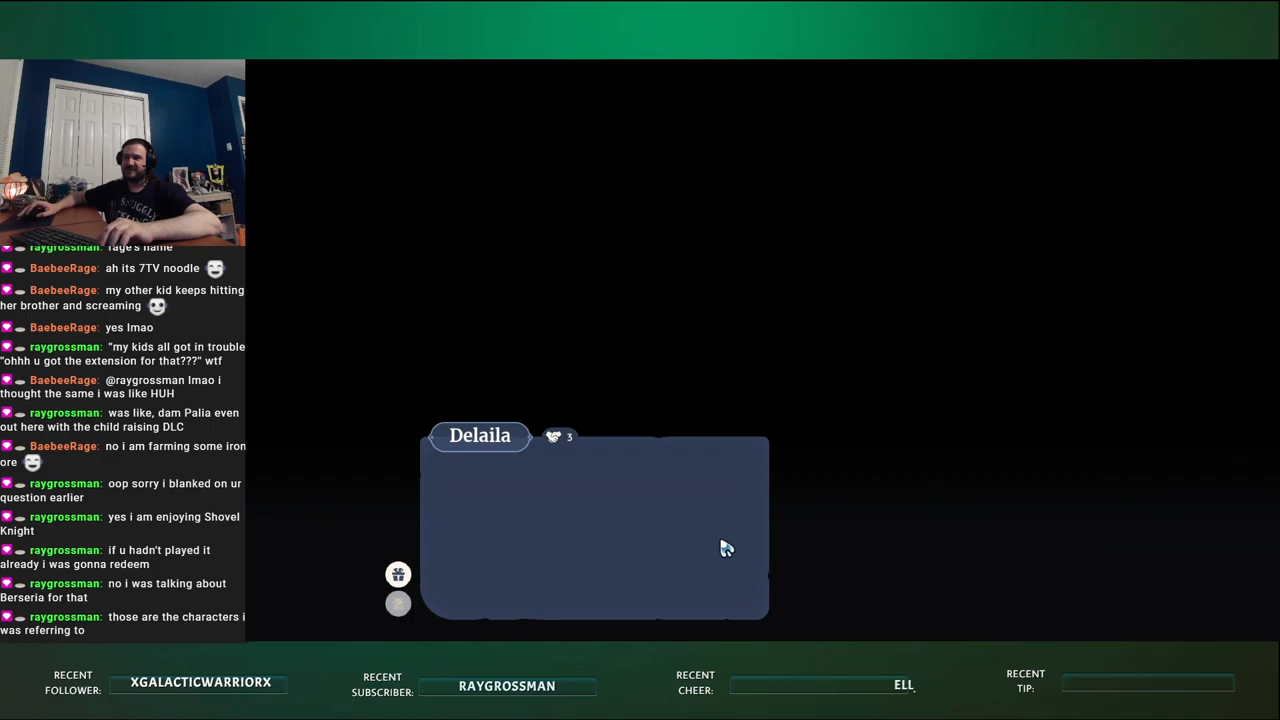 raygrossman: rage's name
BaebeeRage: ah its 7TV noodle
BaebeeRage: my other kid keeps hitting
her brother and screaming
BaebeeRage: yes lmao
raygrossman: "my kids all got in trouble
"ohhh u got the extension for that???" wtf
BaebeeRage: @raygrossman lmao i
thought the same i was like HUH
raygrossman: was like, dam Palia even
out here with the child raising DLC
BaebeeRage: no i am farming some iron
ore
raygrossman: oop sorry i blanked on ur
question earlier
raygrossman: yes i am enjoying Shovel
Knight
raygrossman: if u hadn't played it
already i was gonna redeem
raygrossman: no i was talking about
Berseria for that
raygrossman: those are the characters i
was referring to
Delaila 3
RECENT
FOLLOWER: XGALACTICWARRIORX
RECENT
SUBSCRIBER: RAYGROSSMAN
RECENT
CHEER: ELL
RECENT
TIP: